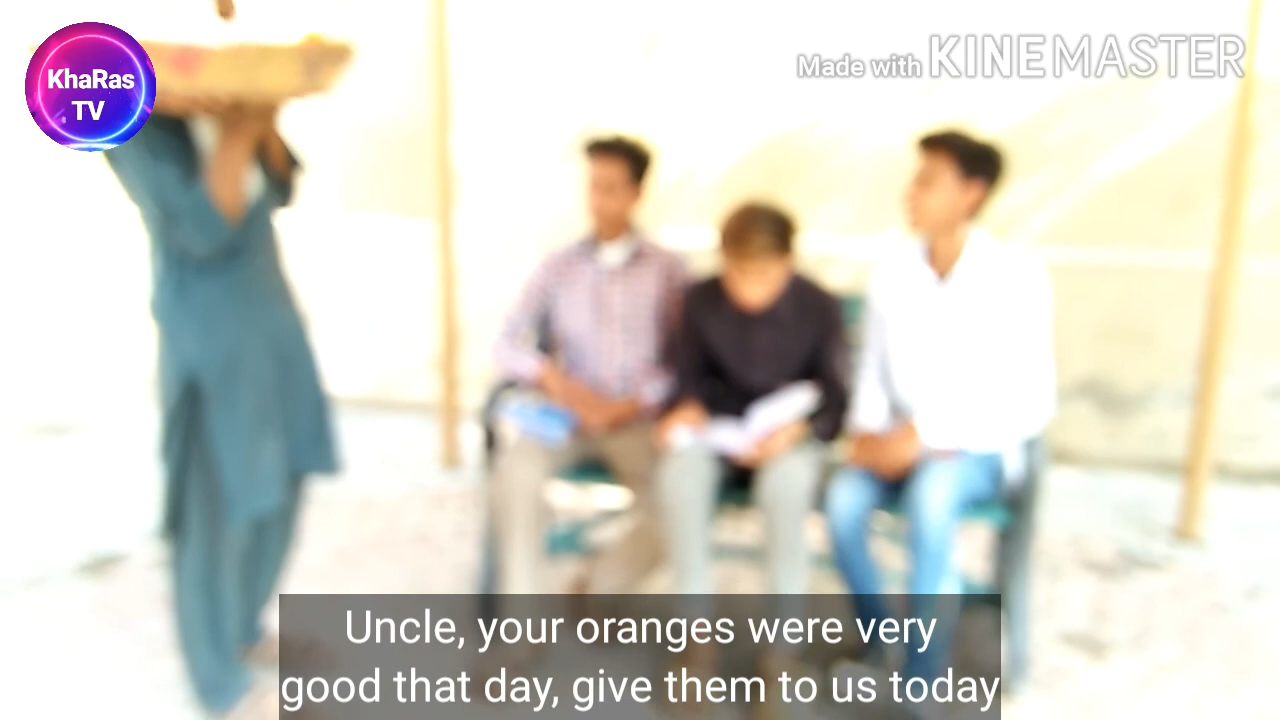 KhaRas
TV
Made with KINEMASTER
Uncle, your oranges were very
good that day, give them to us today